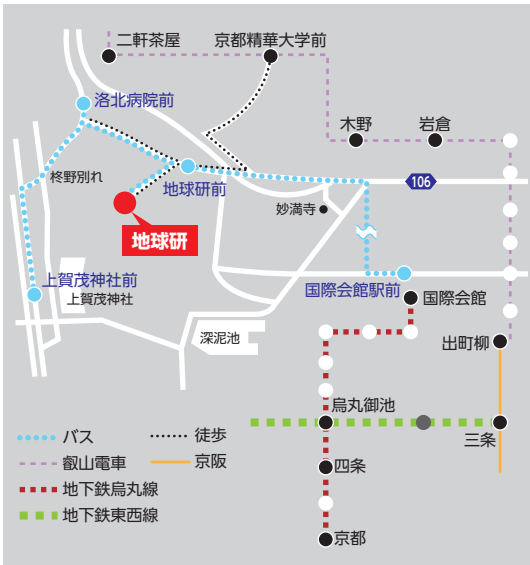 二軒茶屋
京都精華大学前
洛北病院前
木野
岩倉
柊野別れ
地球研前
106
妙満寺
地球研
上賀茂神社前
上賀茂神社
国際会館駅前
国際会館
深泥池
出町柳
烏丸御池
三条
四条
京都
バス
徒歩
叡山電車
京阪
地下鉄烏丸線
地下鉄東西線